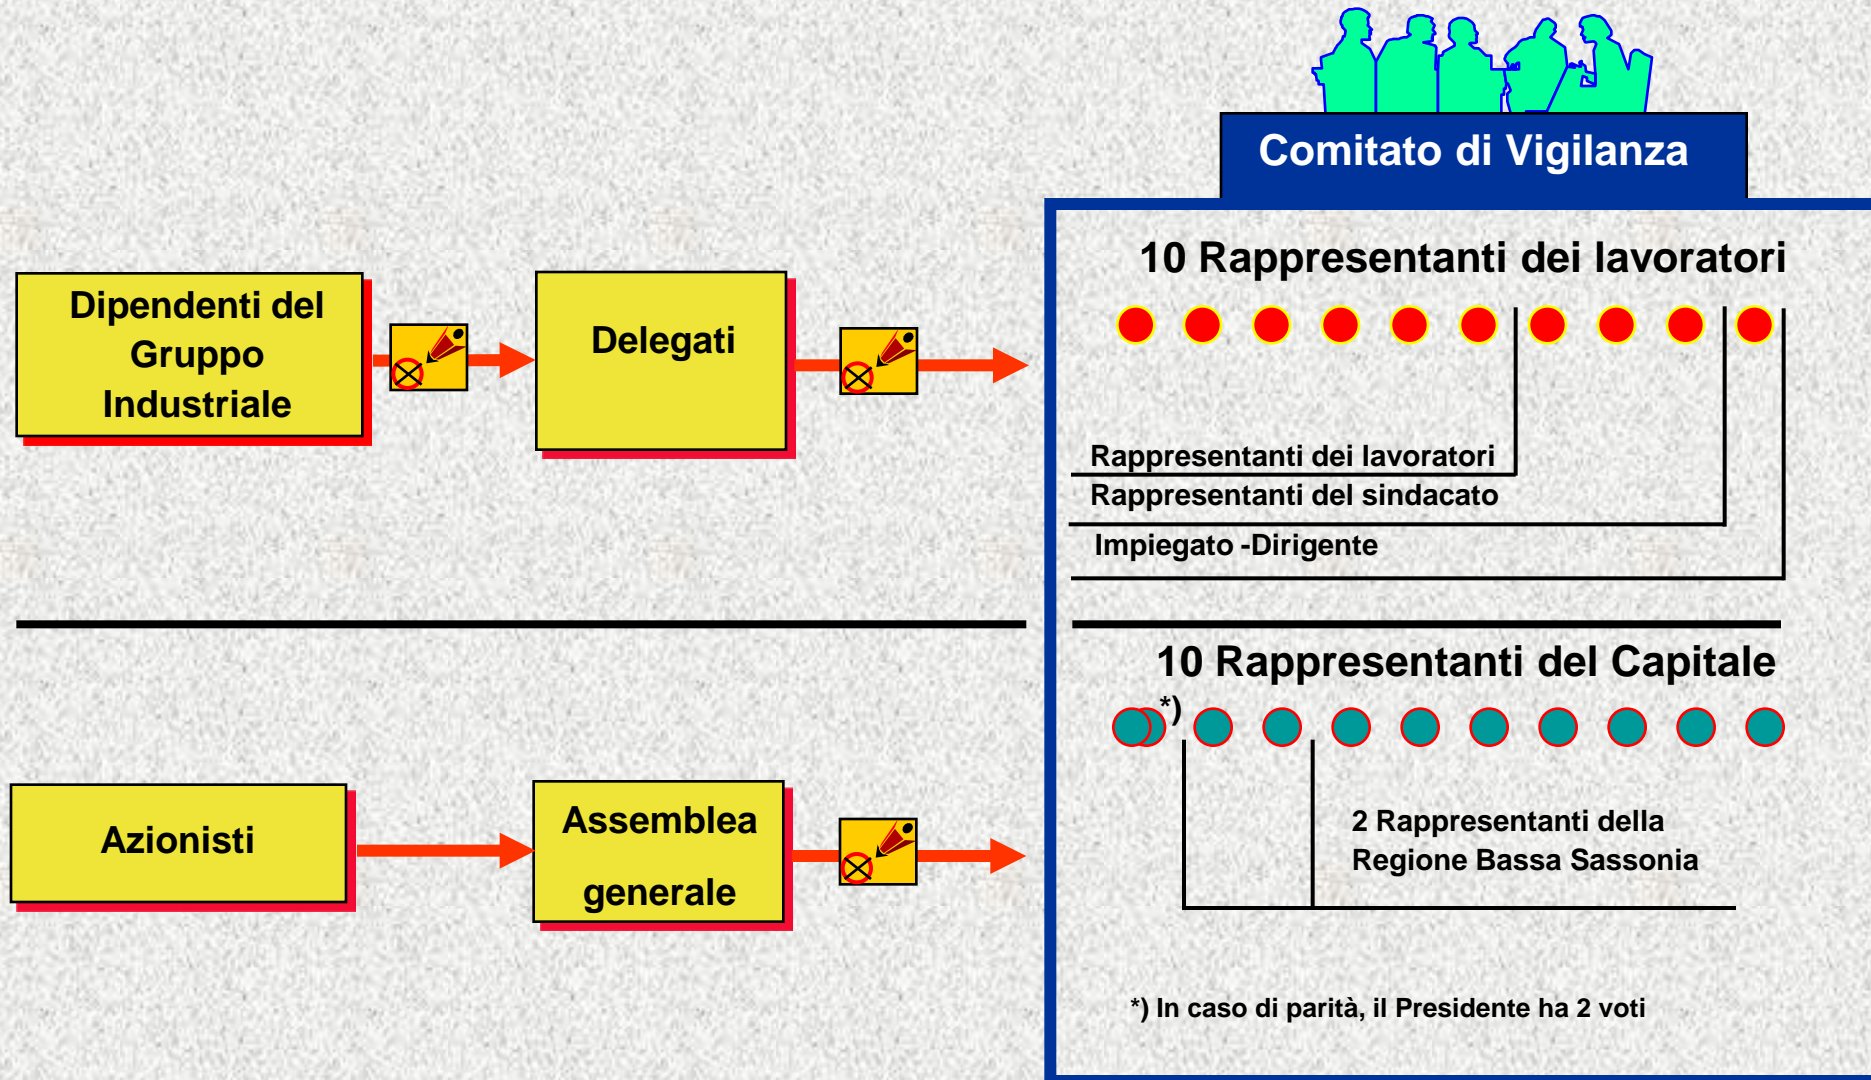 Comitato di Vigilanza
10 Rappresentanti dei lavoratori
Dipendenti del
Gruppo
Industriale
Delegati
Rappresentanti dei lavoratori
Rappresentanti del sindacato
Impiegato -Dirigente
10 Rappresentanti del Capitale
*)
Azionisti
Assemblea
generale
2 Rappresentanti della
Regione Bassa Sassonia
*) In caso di parità, il Presidente ha 2 voti